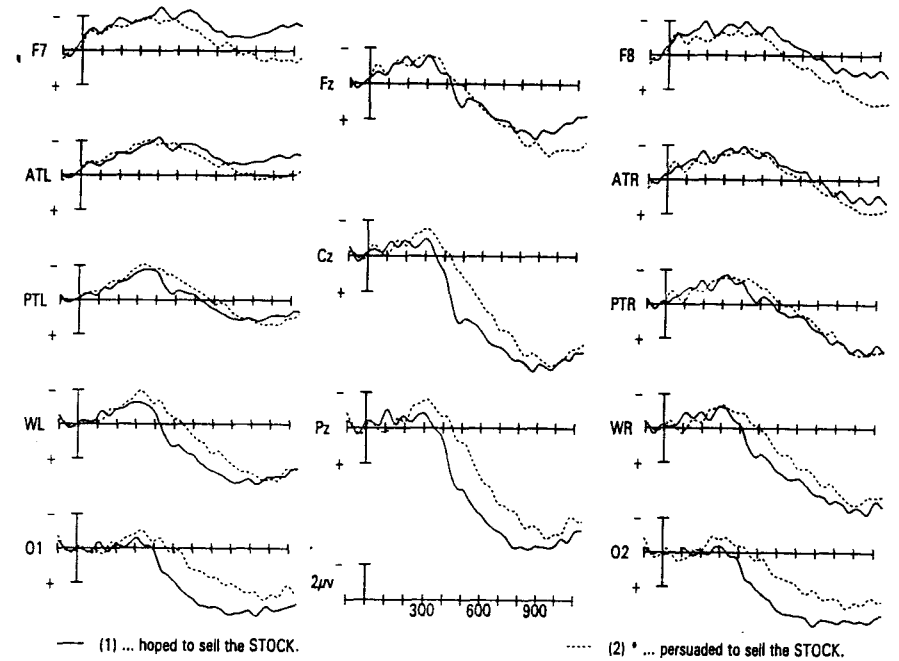 −
F7
+
−
Fz
+
−
F8
+
−
ATL
+
−
ATR
+
−
Cz
+
−
PTL
+
−
PTR
+
−
WL
+
−
Pz
+
−
WR
+
−
O1
+
−
O2
+
2μv
−
300 600 900
(1) ... hoped to sell the STOCK.
(2) * ... persuaded to sell the STOCK.